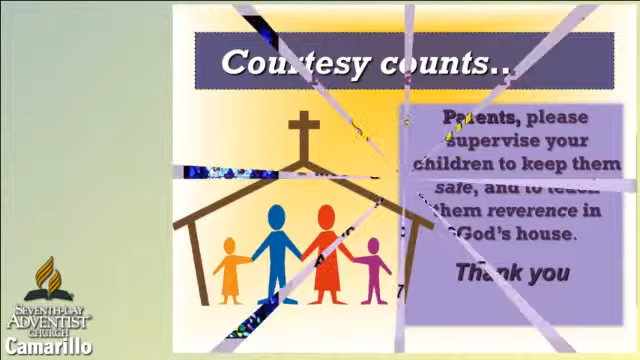 Courtesy counts..
Parents, please
supervise your
children to keep them
safe, and to teach
them reverence in
God's house.
Thank you
SEVENTH-DAY
ADVENTIST
CHURCH
Camarillo